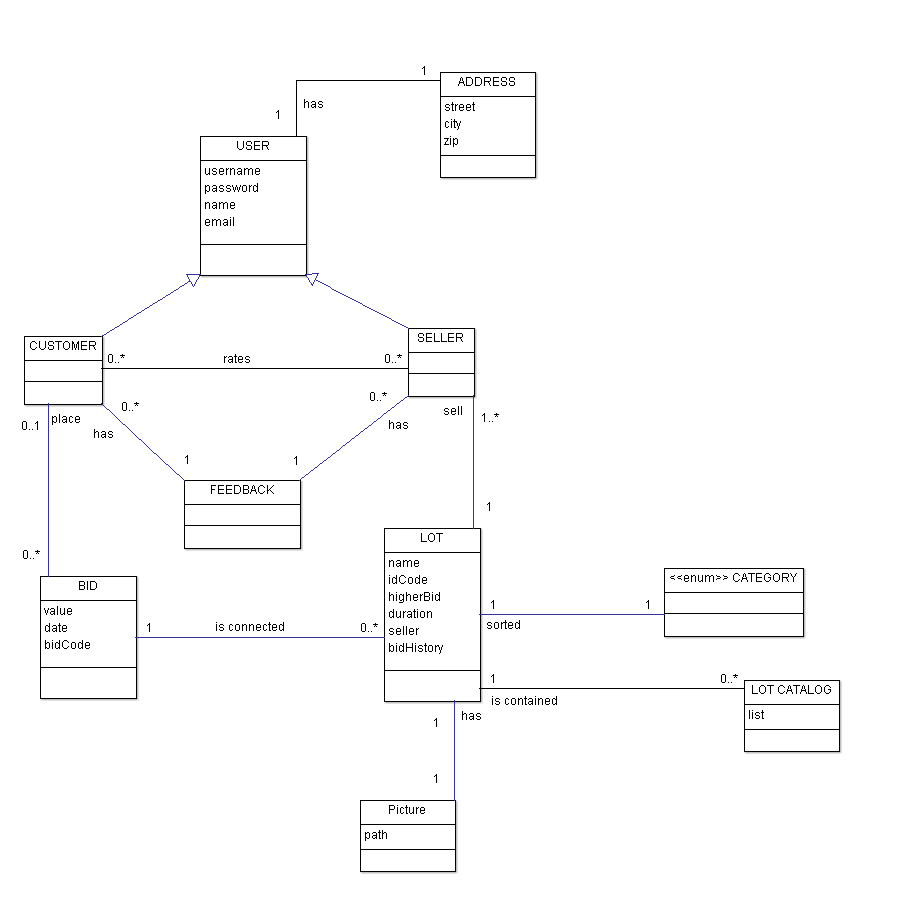 1
ADDRESS
has
street
city
zip
1
USER
username
password
name
email
CUSTOMER
SELLER
0..*
rates
0..*
0..*
0..*
place
has
0..1
sell
1..*
has
1
1
FEEDBACK
1
LOT
name
idCode
higherBid
duration
seller
bidHistory
0..*
BID
value
date
bidCode
<<enum>> CATEGORY
1
is connected
0..*
1
1
sorted
1
0..*
is contained
LOT CATALOG
list
1
has
1
Picture
path